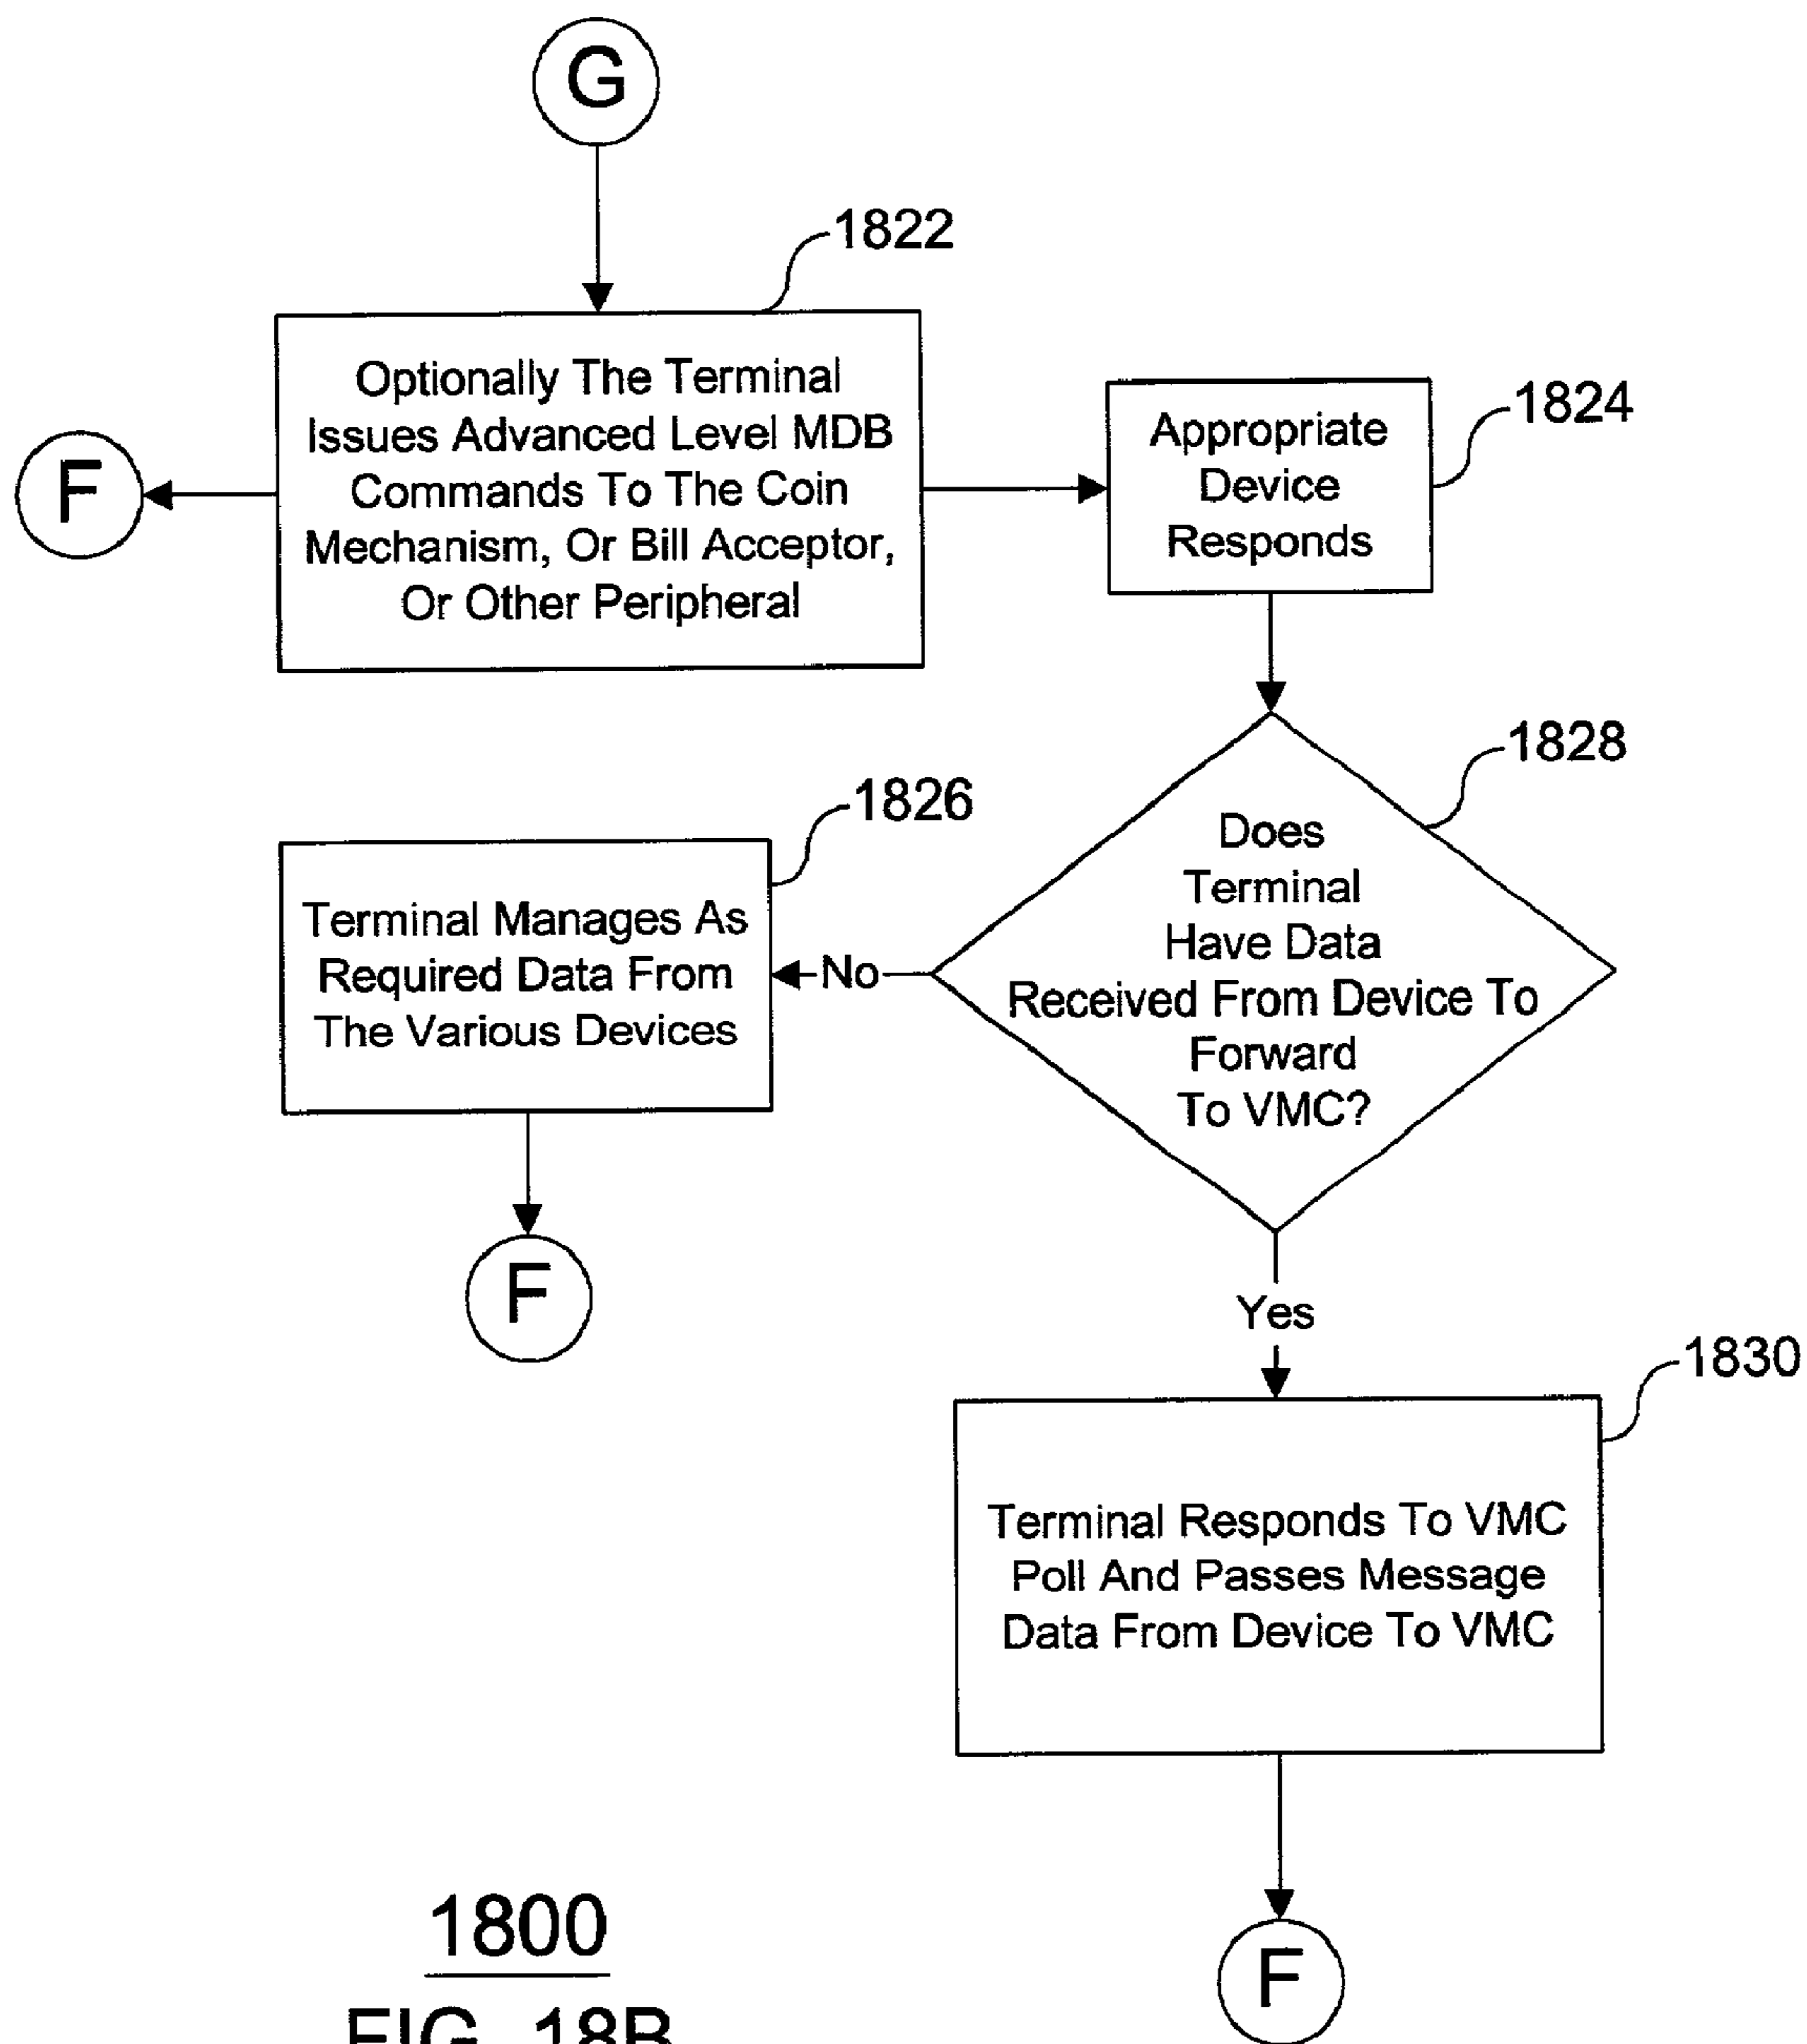 G
1822
Optionally The Terminal
Issues Advanced Level MDB
Commands To The Coin
Mechanism, Or Bill Acceptor,
Or Other Peripheral
F
1824
Appropriate
Device
Responds
1828
Does
Terminal
Have Data
Received From Device To
Forward
To VMC?
1826
Terminal Manages As
Required Data From
The Various Devices
No
F
Yes
1830
Terminal Responds To VMC
Poll And Passes Message
Data From Device To VMC
F
1800
FIG. 18B